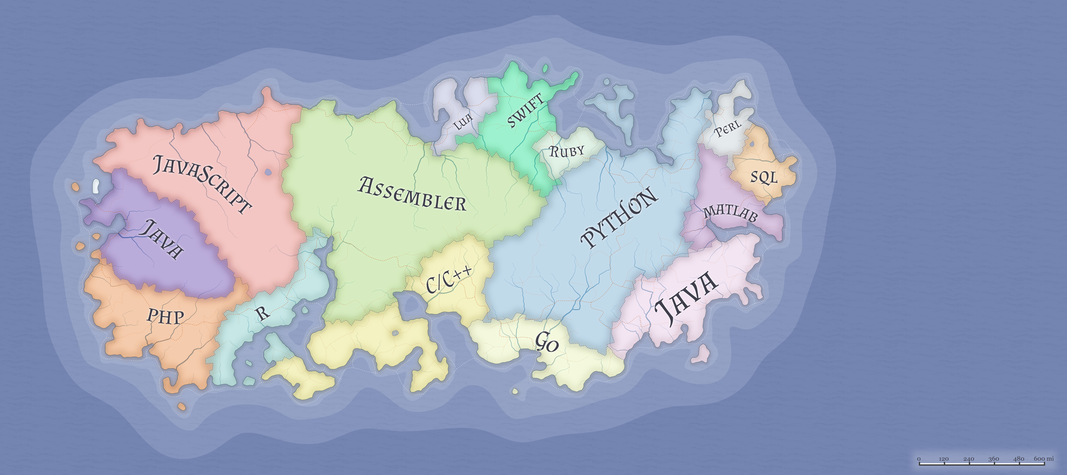 JavaScript
Assembler
Lua
Swift
Ruby
Perl
SQL
Java
Python
Matlab
C/C++
PHP
R
Go
Java
0 120 240 360 480 600 mi